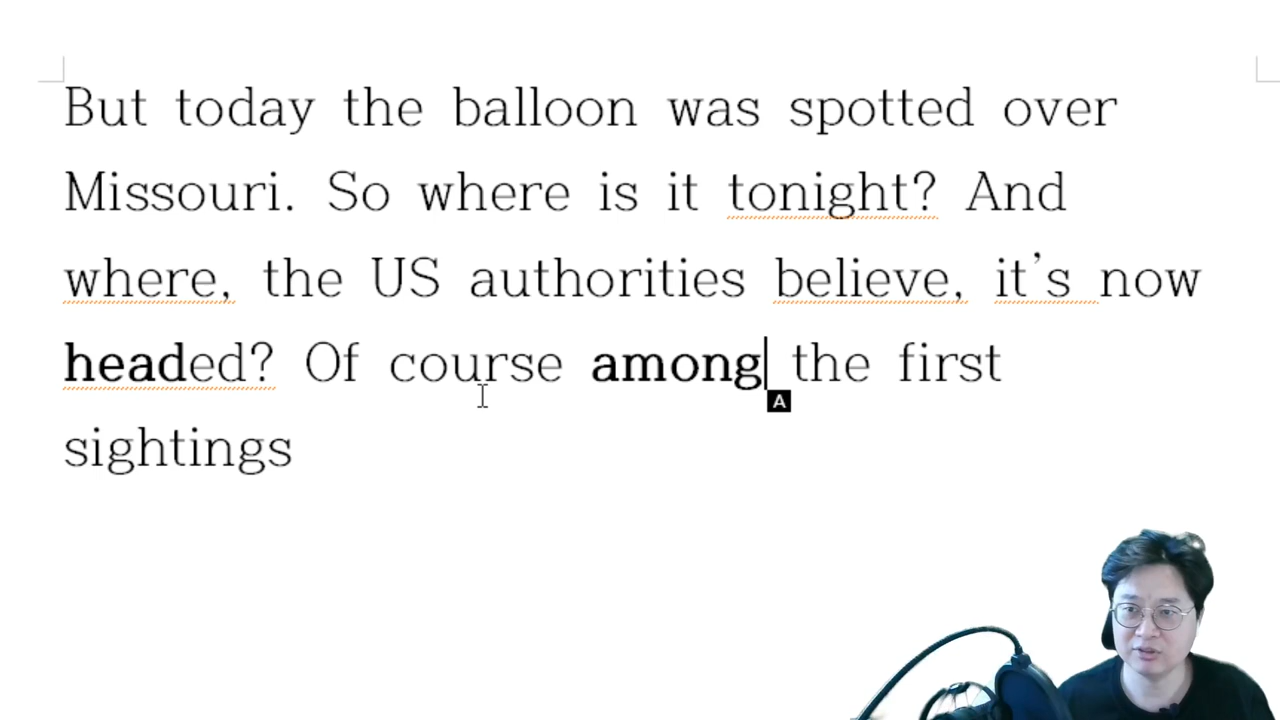 But today the balloon was spotted over
Missouri. So where is it tonight? And
where, the US authorities believe, it's now
headed? Of course among the first
A
sightings